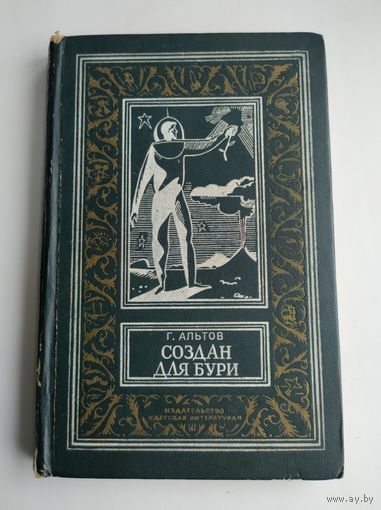 Г. АЛЬТОВ
СОЗДАН
ДЛЯ БУРИ
ИЗДАТЕЛЬСТВО
«ДЕТСКАЯ ЛИТЕРАТУРА»
www.ay.by